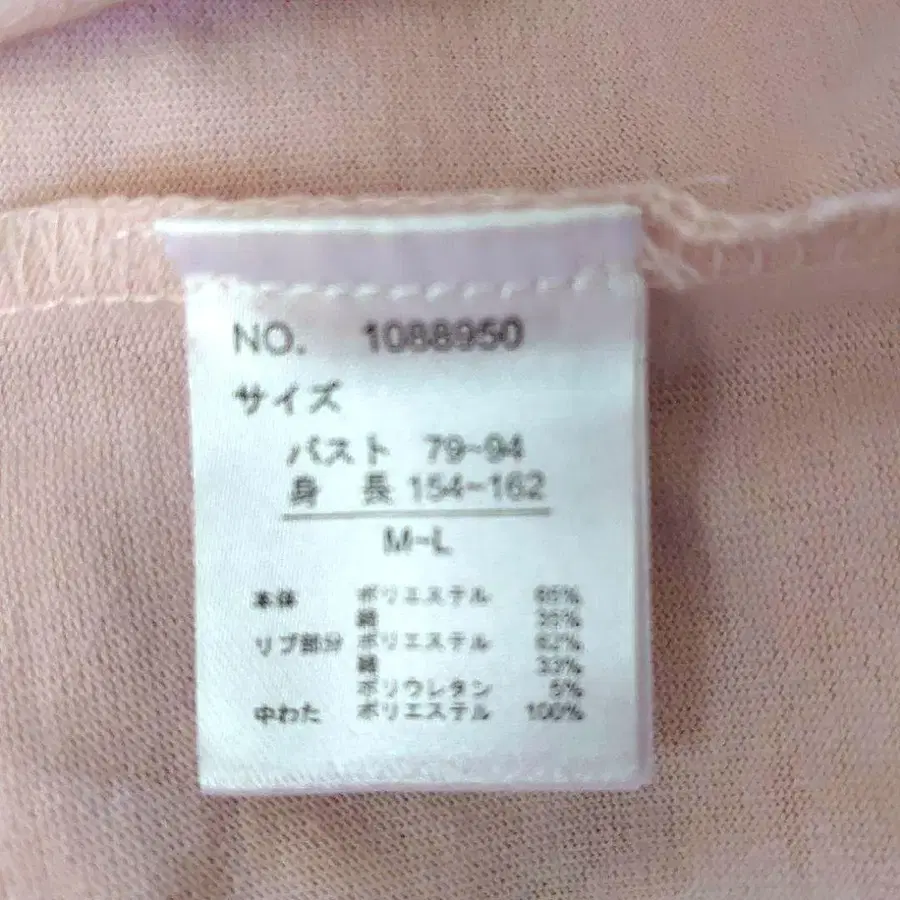 NO. 1088950
サイズ
バスト 79-94
身 長 154-162
M-L
本体 ポリエステル 65%
綿 35%
リブ部分 ポリエステル 62%
綿 33%
ポリウレタン 5%
中わた ポリエステル 100%